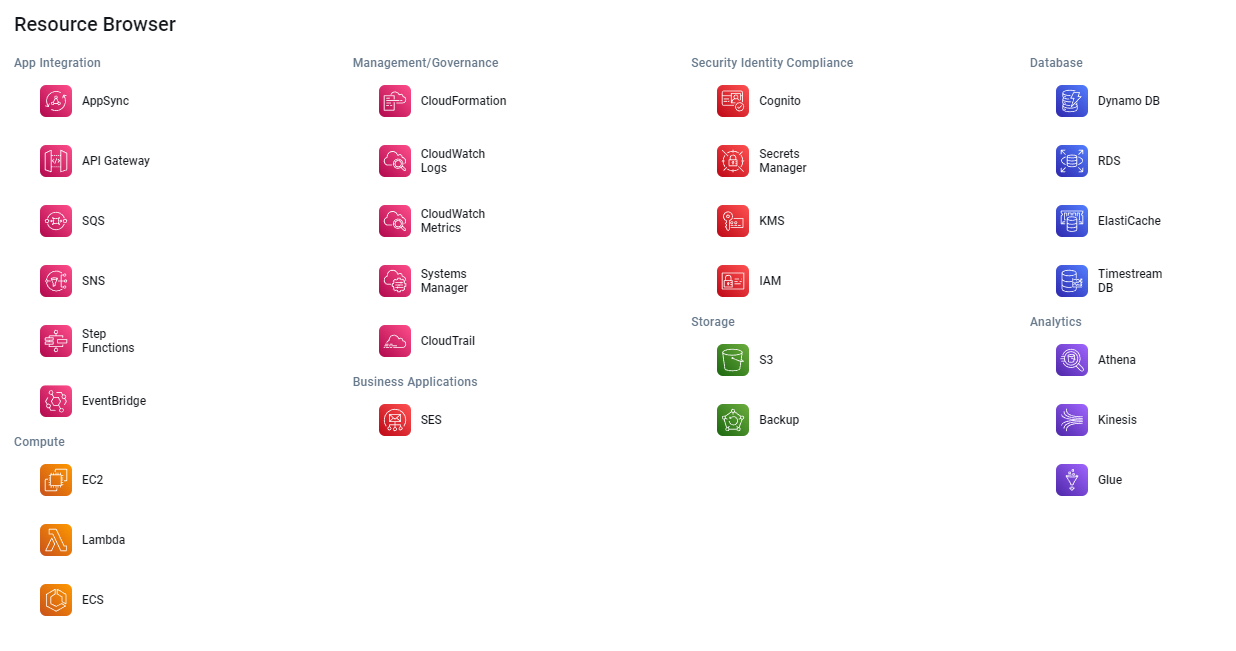 Resource Browser
App Integration
AppSync
API Gateway
SQS
SNS
Step
Functions
EventBridge
Compute
EC2
Lambda
ECS
Management/Governance
CloudFormation
CloudWatch
Logs
CloudWatch
Metrics
Systems
Manager
CloudTrail
Business Applications
SES
Security Identity Compliance
Cognito
Secrets
Manager
KMS
IAM
Storage
S3
Backup
Database
Dynamo DB
RDS
ElastiCache
Timestream
DB
Analytics
Athena
Kinesis
Glue